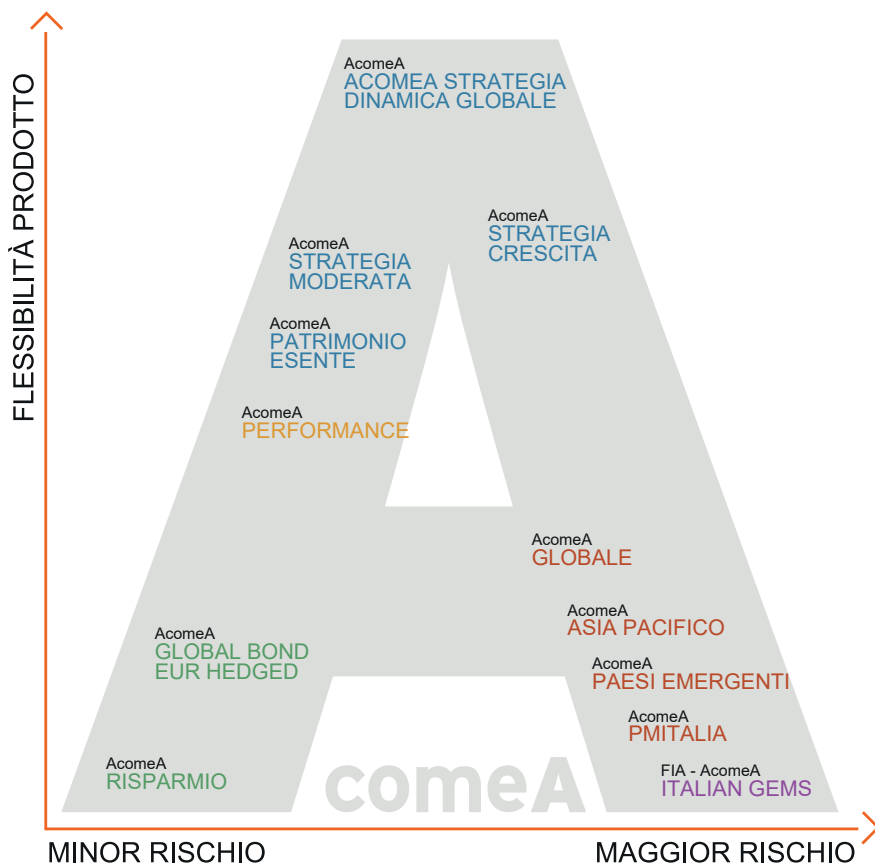 FLESSIBILITÀ PRODOTTO
AcomeA
ACOMEA STRATEGIA
DINAMICA GLOBALE
AcomeA
STRATEGIA
CRESCITA
AcomeA
STRATEGIA
MODERATA
AcomeA
PATRIMONIO
ESENTE
AcomeA
PERFORMANCE
AcomeA
GLOBALE
AcomeA
ASIA PACIFICO
AcomeA
GLOBAL BOND
EUR HEDGED
AcomeA
PAESI EMERGENTI
AcomeA
PMITALIA
AcomeA
RISPARMIO
FIA - AcomeA
ITALIAN GEMS
A
comeA
MINOR RISCHIO
MAGGIOR RISCHIO